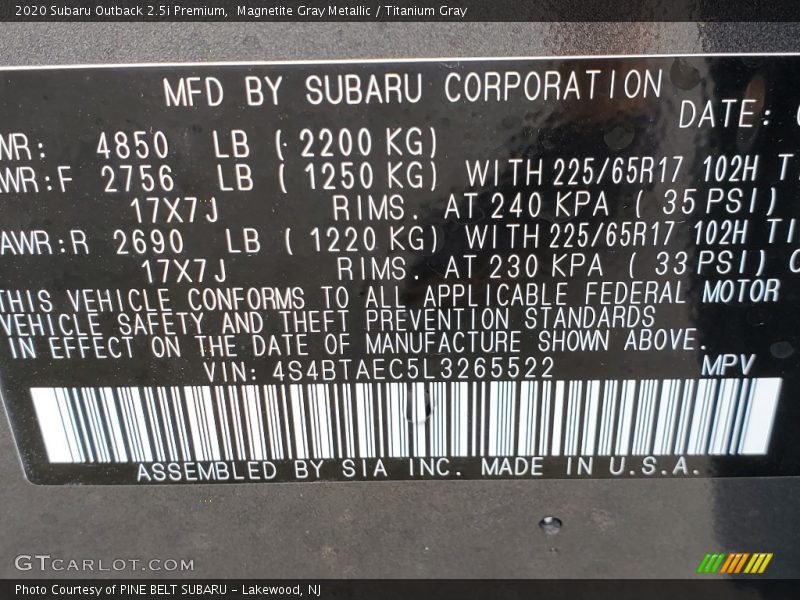 2020 Subaru Outback 2.5i Premium, Magnetite Gray Metallic / Titanium Gray
MFD BY SUBARU CORPORATION
DATE:
WR: 4850 LB ( 2200 KG)
WR:F 2756 LB ( 1250 KG) WITH 225/65R17 102H
17X7J RIMS. AT 240 KPA ( 35 PSI)
AWR:R 2690 LB ( 1220 KG) WITH 225/65R17 102H
17X7J RIMS. AT 230 KPA ( 33 PSI)
THIS VEHICLE CONFORMS TO ALL APPLICABLE FEDERAL MOTOR
VEHICLE SAFETY AND THEFT PREVENTION STANDARDS
IN EFFECT ON THE DATE OF MANUFACTURE SHOWN ABOVE.
VIN: 4S4BTAEC5L3265522 MPV
ASSEMBLED BY SIA INC. MADE IN U.S.A.
GTCARLOT.COM
Photo Courtesy of PINE BELT SUBARU - Lakewood, NJ